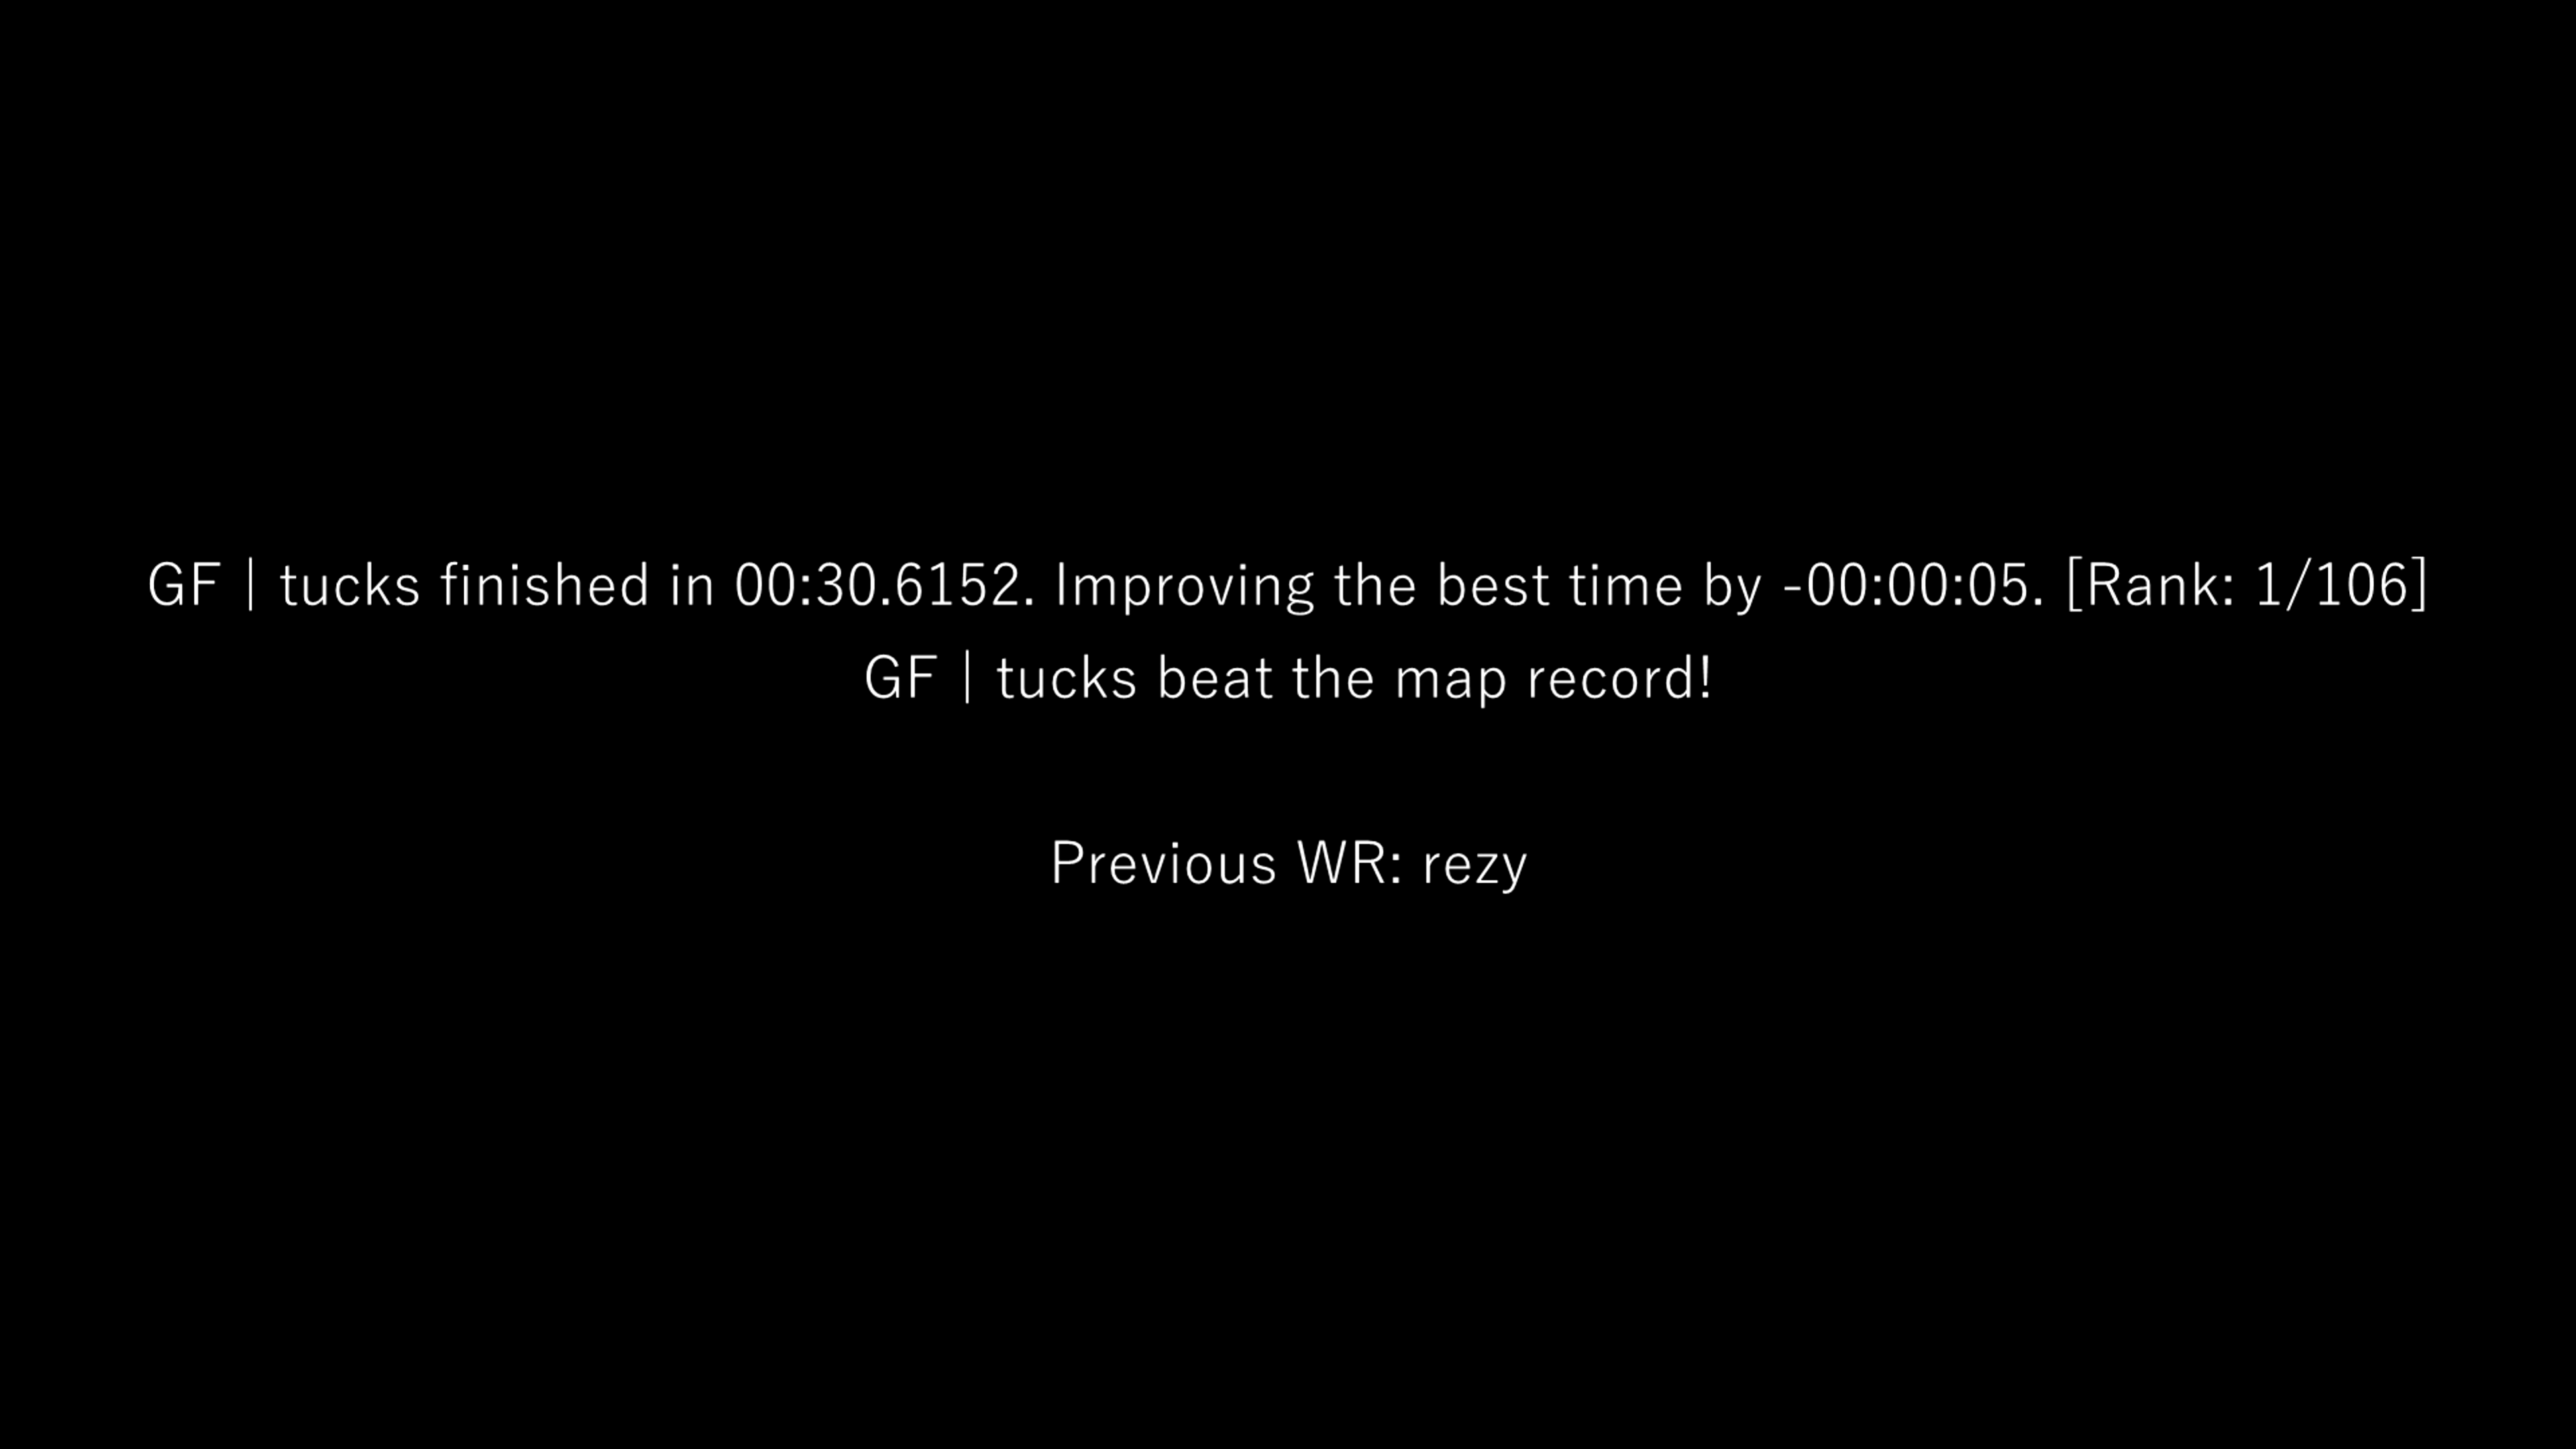 GF | tucks finished in 00:30.6152. Improving the best time by -00:00:05. [Rank: 1/106]
GF | tucks beat the map record!
Previous WR: rezy